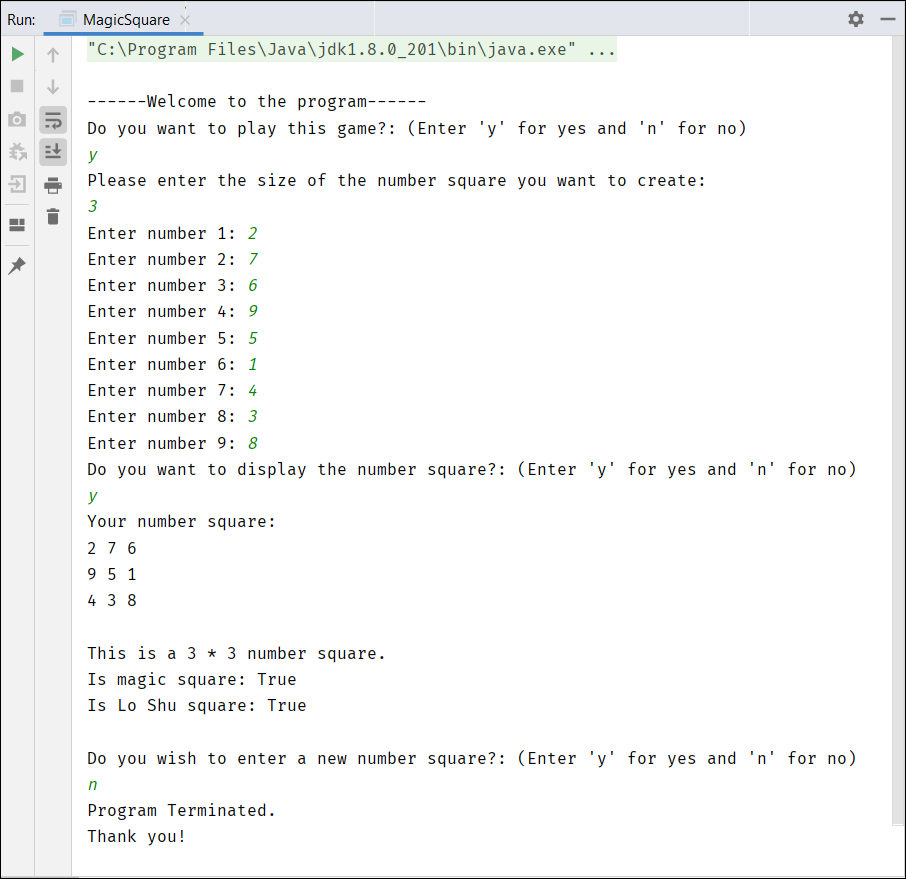 Run: MagicSquare
"C:\Program Files\Java\jdk1.8.0_201\bin\java.exe" ...
------Welcome to the program------
Do you want to play this game?: (Enter 'y' for yes and 'n' for no)
y
Please enter the size of the number square you want to create:
3
Enter number 1: 2
Enter number 2: 7
Enter number 3: 6
Enter number 4: 9
Enter number 5: 5
Enter number 6: 1
Enter number 7: 4
Enter number 8: 3
Enter number 9: 8
Do you want to display the number square?: (Enter 'y' for yes and 'n' for no)
y
Your number square:
2 7 6
9 5 1
4 3 8
This is a 3 * 3 number square.
Is magic square: True
Is Lo Shu square: True
Do you wish to enter a new number square?: (Enter 'y' for yes and 'n' for no)
n
Program Terminated.
Thank you!